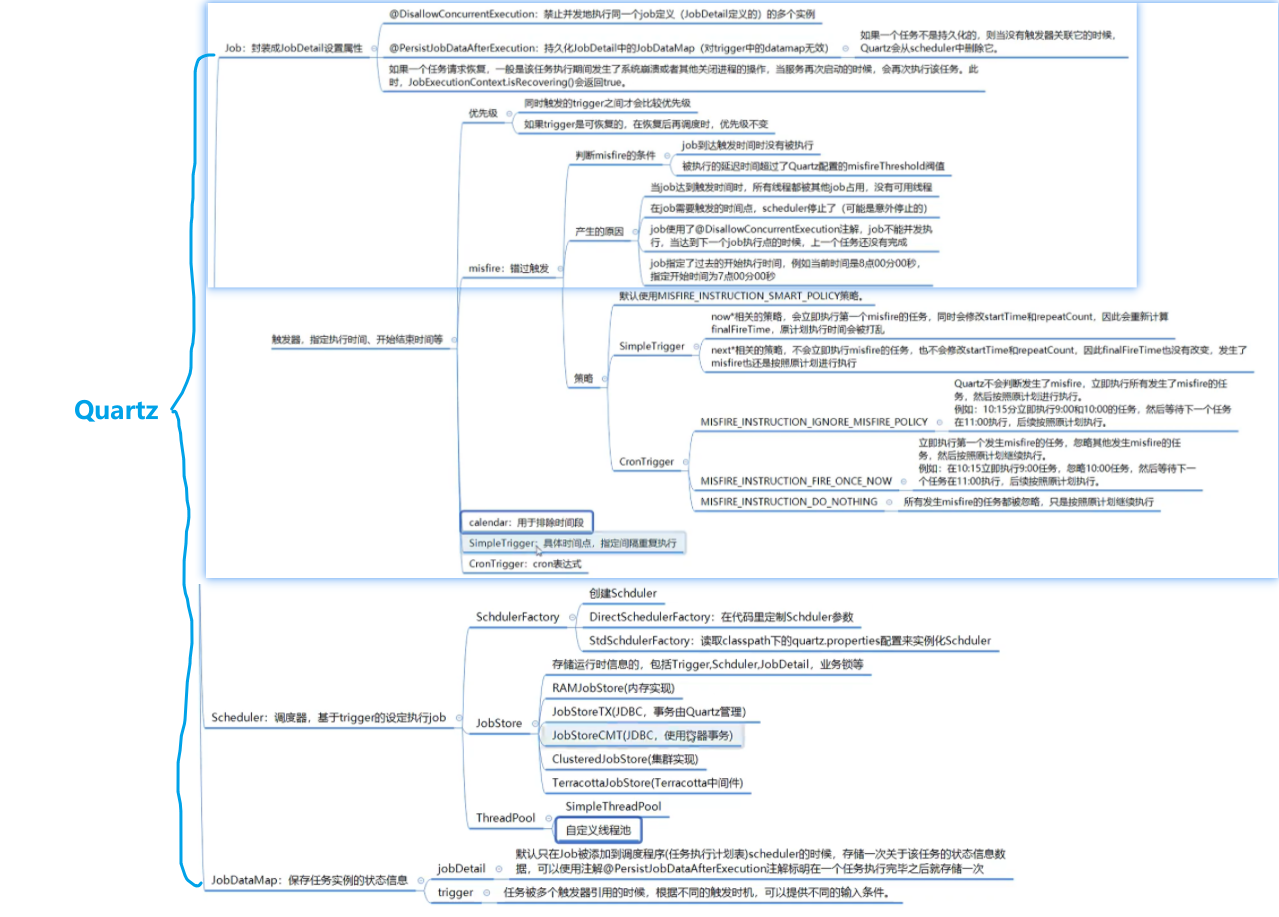 @DisallowConcurrentExecution：禁止并发地执行同一个job定义（JobDetail定义的）的多个实例
Job：封装成JobDetail设置属性
@PersistJobDataAfterExecution：持久化JobDetail中的JobDataMap（对trigger中的datamap无效）
如果一个任务不是持久化的，则当没有触发器关联它的时候，
Quartz会从scheduler中删除它。
如果一个任务请求恢复，一般是该任务执行期间发生了系统崩溃或者其他关闭进程的操作，当服务再次启动的时候，会再次执行该任务。此
时，JobExecutionContext.isRecovering()会返回true。
Quartz
触发器，指定执行时间、开始结束时间等
优先级
同时触发的trigger之间才会比较优先级
如果trigger是可恢复的，在恢复后再调度时，优先级不变
misfire：错过触发
判断misfire的条件
job到达触发时间时没有被执行
被执行的延迟时间超过了Quartz配置的misfireThreshold阀值
产生的原因
当job达到触发时间时，所有线程都被其他job占用，没有可用线程
在job需要触发的时间点，scheduler停止了（可能是意外停止的）
job使用了@DisallowConcurrentExecution注解，job不能并发执
行，当达到下一个job执行点的时候，上一个任务还没有完成
job指定了过去的开始执行时间，例如当前时间是8点00分00秒，
指定开始时间为7点00分00秒
策略
默认使用MISFIRE_INSTRUCTION_SMART_POLICY策略。
SimpleTrigger
now*相关的策略，会立即执行第一个misfire的任务，同时会修改startTime和repeatCount，因此会重新计算
finalFireTime，原计划执行时间会被打乱
next*相关的策略，不会立即执行misfire的任务，也不会修改startTime和repeatCount，因此finalFireTime也没有改变，发生了
misfire也还是按照原计划进行执行
CronTrigger
MISFIRE_INSTRUCTION_IGNORE_MISFIRE_POLICY
Quartz不会判断发生了misfire，立即执行所有发生了misfire的任
务，然后按照原计划进行执行。
例如：10:15分立即执行9:00和10:00的任务，然后等待下一个任务
在11:00执行，后续按照原计划执行。
MISFIRE_INSTRUCTION_FIRE_ONCE_NOW
立即执行第一个发生misfire的任务，忽略其他发生misfire的任
务，然后按照原计划继续执行。
例如：在10:15立即执行9:00任务，忽略10:00任务，然后等待下一
个任务在11:00执行，后续按照原计划执行。
MISFIRE_INSTRUCTION_DO_NOTHING
所有发生misfire的任务都被忽略，只是按照原计划继续执行
calendar：用于排除时间段
SimpleTrigger：具体时间点，指定间隔重复执行
CronTrigger：cron表达式
Scheduler：调度器，基于trigger的设定执行job
SchdulerFactory
创建Schduler
DirectSchedulerFactory：在代码里定制Schduler参数
StdSchdulerFactory：读取classpath下的quartz.properties配置来实例化Schduler
JobStore
存储运行时信息的，包括Trigger,Schduler,JobDetail，业务锁等
RAMJobStore(内存实现)
JobStoreTX(JDBC，事务由Quartz管理)
JobStoreCMT(JDBC，使用容器事务)
ClusteredJobStore(集群实现)
TerracottaJobStore(Terracotta中间件)
ThreadPool
SimpleThreadPool
自定义线程池
JobDataMap：保存任务实例的状态信息
jobDetail
默认只在Job被添加到调度程序(任务执行计划表)scheduler的时候，存储一次关于该任务的状态信息数
据，可以使用注解@PersistJobDataAfterExecution注解标明在一个任务执行完毕之后就存储一次
trigger
任务被多个触发器引用的时候，根据不同的触发时机，可以提供不同的输入条件。